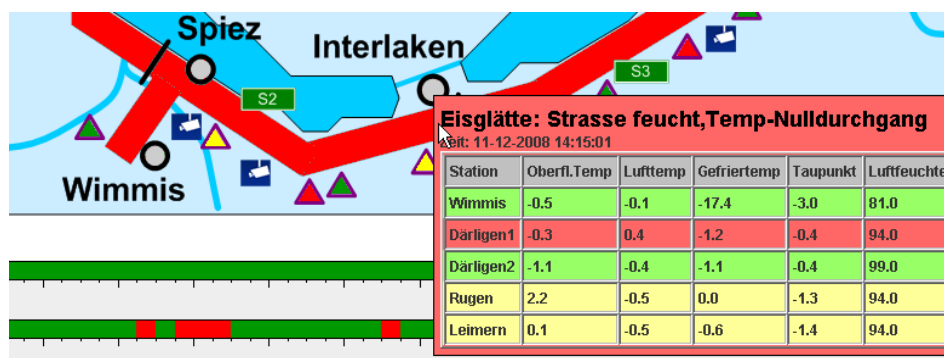 Spiez
Interlaken
S3
S2
Wimmis
Eisglätte: Strasse feucht,Temp-Nulldurchgang
Zeit: 11-12-2008 14:15:01
Station Oberfl.Temp Lufttemp Gefriertemp Taupunkt Luftfeuchte
Wimmis -0.5 -0.1 -17.4 -3.0 81.0
Därligen1 -0.3 0.4 -1.2 -0.4 94.0
Därligen2 -1.1 -0.4 -1.1 -0.4 99.0
Rugen 2.2 -0.5 0.0 -1.3 94.0
Leimern 0.1 -0.5 -0.6 -1.4 94.0